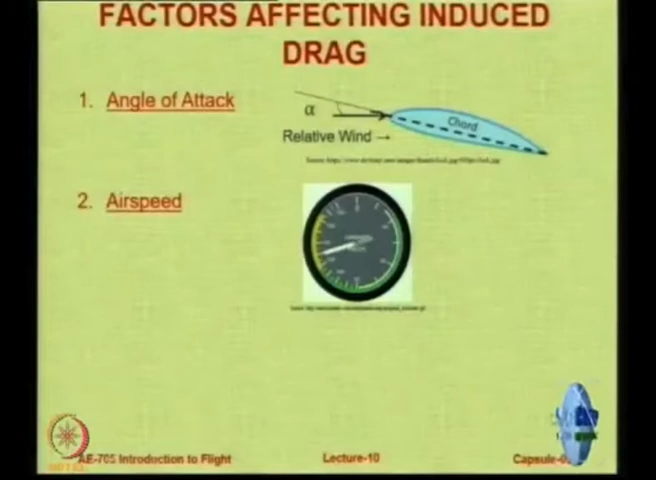 FACTORS AFFECTING INDUCED
DRAG
1. Angle of Attack
α
Chord
Relative Wind →
2. Airspeed
AE-705 Introduction to Flight
Lecture-10